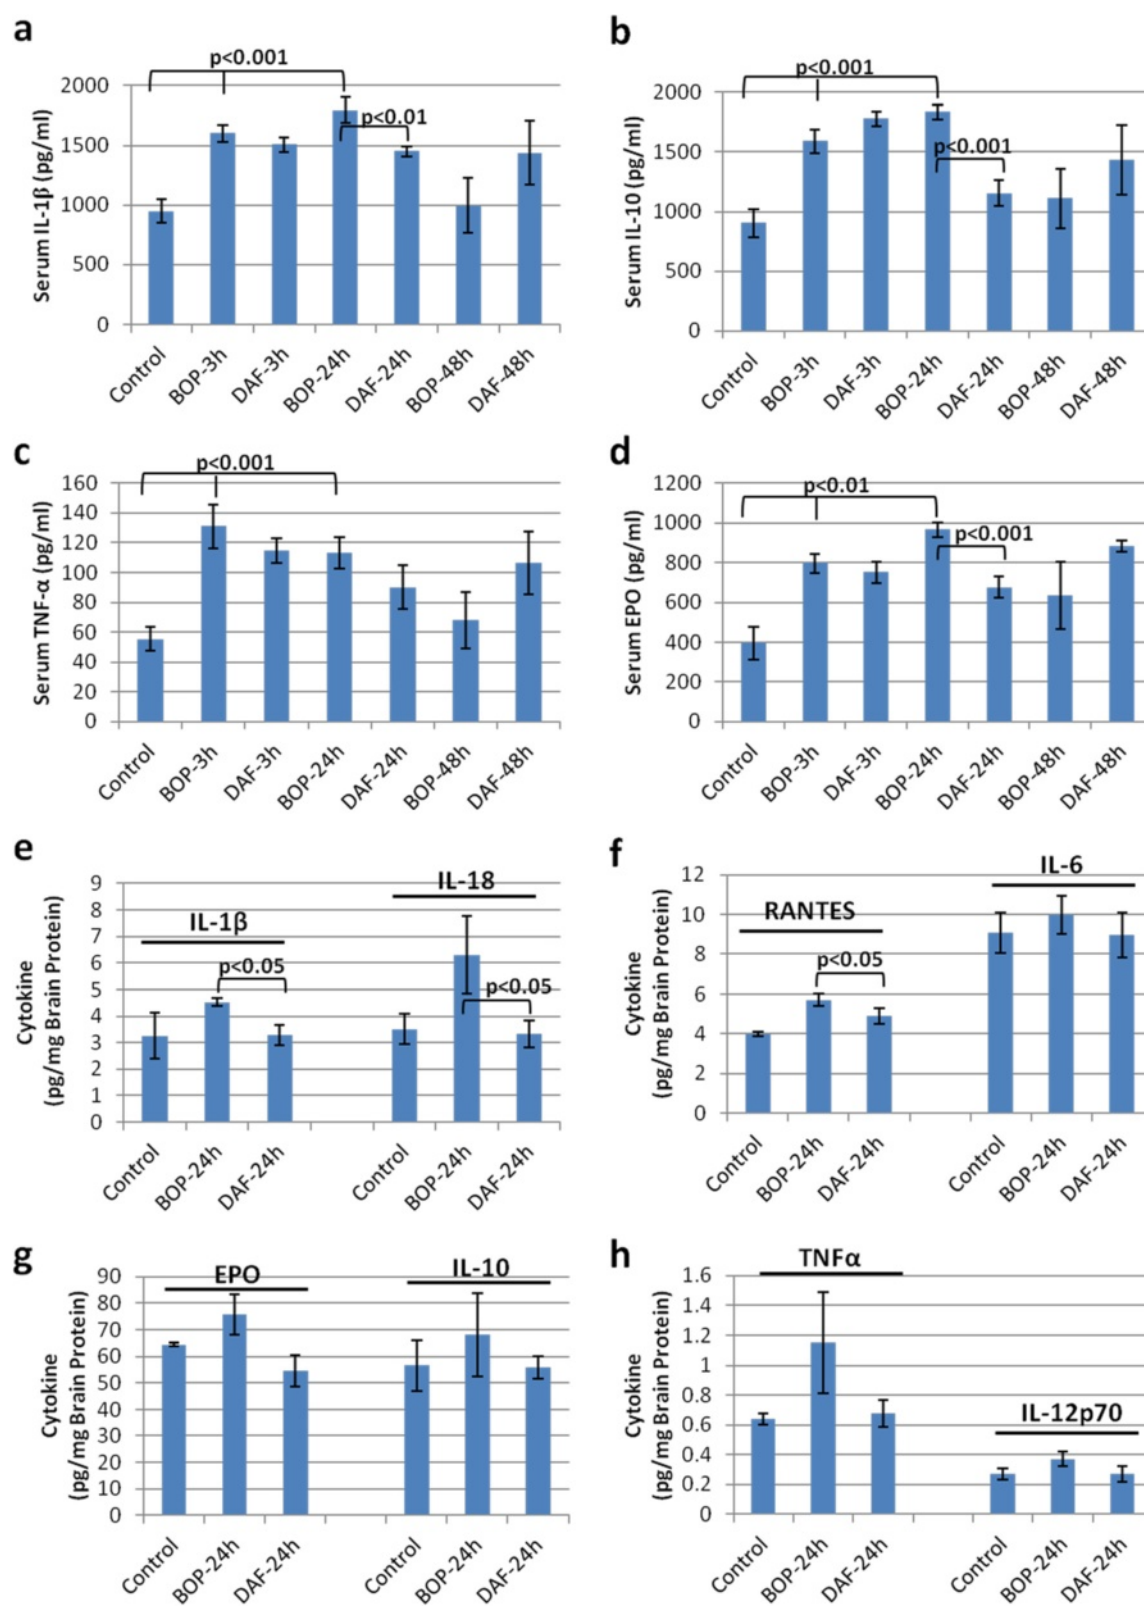 a
p<0.001
p<0.01
Serum IL-1β (pg/ml)
2000
1500
1000
500
0
Control
BOP-3h
DAF-3h
BOP-24h
DAF-24h
BOP-48h
DAF-48h
b
p<0.001
p<0.001
Serum IL-10 (pg/ml)
2000
1500
1000
500
0
Control
BOP-3h
DAF-3h
BOP-24h
DAF-24h
BOP-48h
DAF-48h
c
p<0.001
Serum TNF-α (pg/ml)
160
140
120
100
80
60
40
20
0
Control
BOP-3h
DAF-3h
BOP-24h
DAF-24h
BOP-48h
DAF-48h
d
p<0.01
p<0.001
Serum EPO (pg/ml)
1200
1000
800
600
400
200
0
Control
BOP-3h
DAF-3h
BOP-24h
DAF-24h
BOP-48h
DAF-48h
e
IL-18
IL-1β
p<0.05
p<0.05
Cytokine
(pg/mg Brain Protein)
9
8
7
6
5
4
3
2
1
0
Control
BOP-24h
DAF-24h
Control
BOP-24h
DAF-24h
f
IL-6
RANTES
p<0.05
Cytokine
(pg/mg Brain Protein)
12
10
8
6
4
2
0
Control
BOP-24h
DAF-24h
Control
BOP-24h
DAF-24h
g
EPO
IL-10
Cytokine
(pg/mg Brain Protein)
90
80
70
60
50
40
30
20
10
0
Control
BOP-24h
DAF-24h
Control
BOP-24h
DAF-24h
h
TNFα
IL-12p70
Cytokine
(pg/mg Brain Protein)
1.6
1.4
1.2
1
0.8
0.6
0.4
0.2
0
Control
BOP-24h
DAF-24h
Control
BOP-24h
DAF-24h